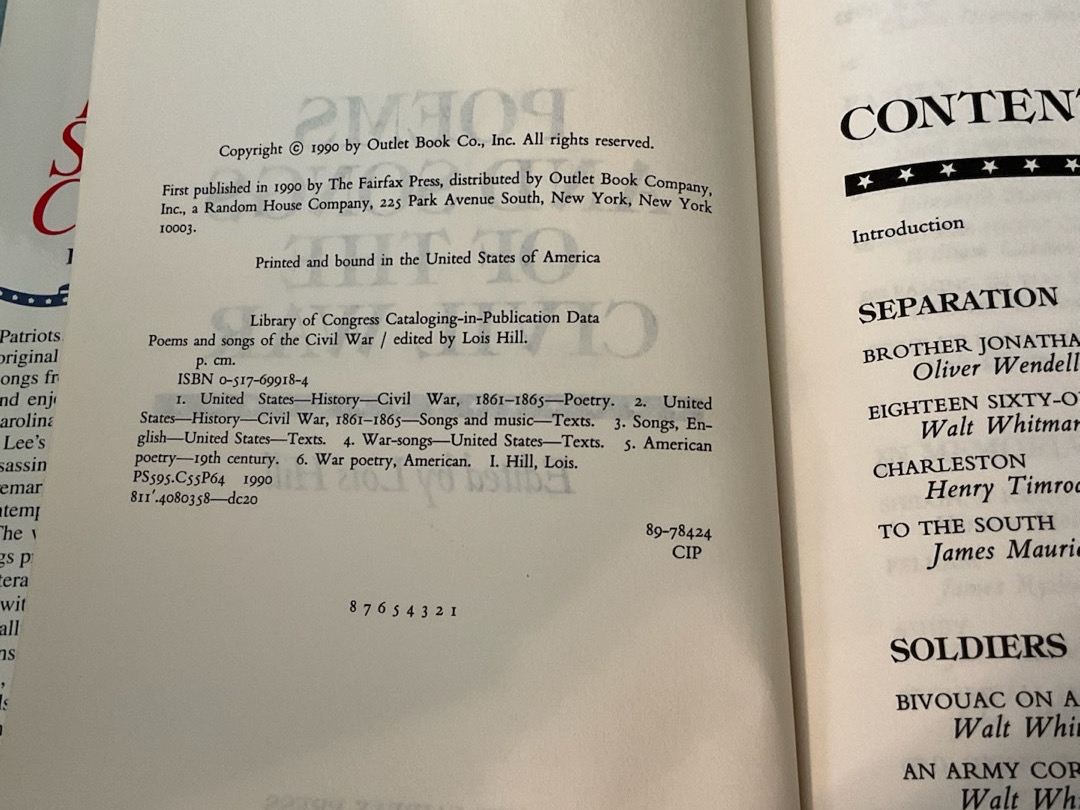 Copyright © 1990 by Outlet Book Co., Inc. All rights reserved.
First published in 1990 by The Fairfax Press, distributed by Outlet Book Company,
Inc., a Random House Company, 225 Park Avenue South, New York, New York
10003.
Printed and bound in the United States of America
Library of Congress Cataloging-in-Publication Data
Poems and songs of the Civil War / edited by Lois Hill.
p. cm.
ISBN 0-517-69918-4
1. United States—History—Civil War, 1861–1865—Poetry. 2. United
States—History—Civil War, 1861–1865—Songs and music—Texts. 3. Songs, En-
glish—United States—Texts. 4. War-songs—United States—Texts. 5. American
poetry—19th century. 6. War poetry, American. I. Hill, Lois.
PS595.C55P64 1990
811'.4080358—dc20
89-78424
CIP
8 7 6 5 4 3 2 1
CONTENT
Introduction
SEPARATION
BROTHER JONATHA
Oliver Wendell
EIGHTEEN SIXTY-O
Walt Whitman
CHARLESTON
Henry Timrod
TO THE SOUTH
James Mauri
SOLDIERS
BIVOUAC ON A
Walt Whi
AN ARMY COR
Walt Wh
Patriots
original
ongs fr
nd enj
arolina
Lee's
sassin
emar
temp
The
gs p
tera
wit
all
ns